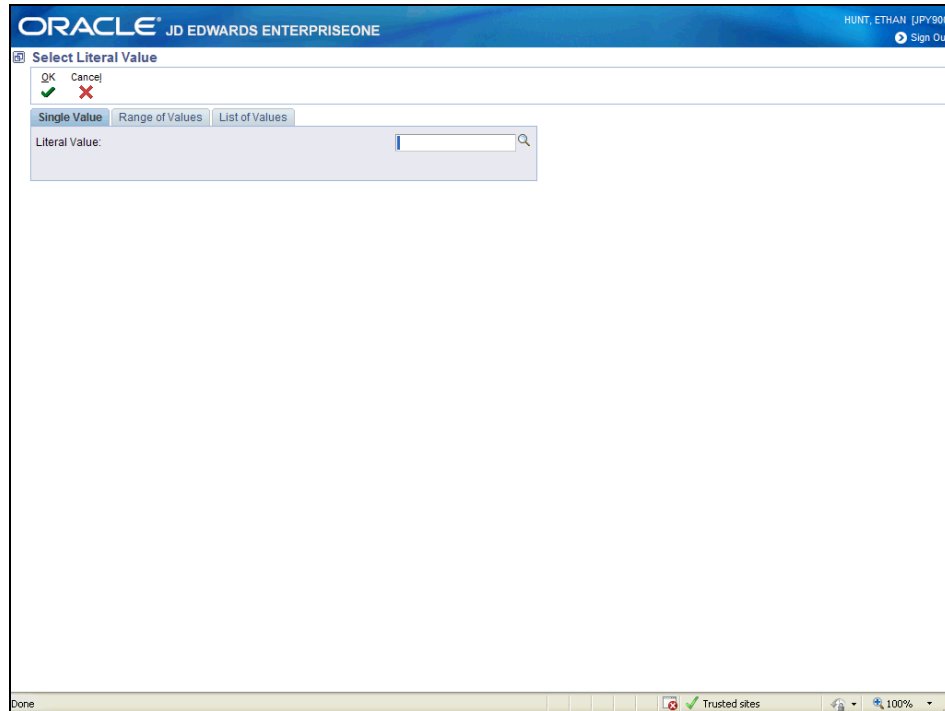 ORACLE® JD EDWARDS ENTERPRISEONE
HUNT, ETHAN [JPY90
Sign Ou
Select Literal Value
OK Cancel
Single Value Range of Values List of Values
Literal Value:
Done Trusted sites 100%